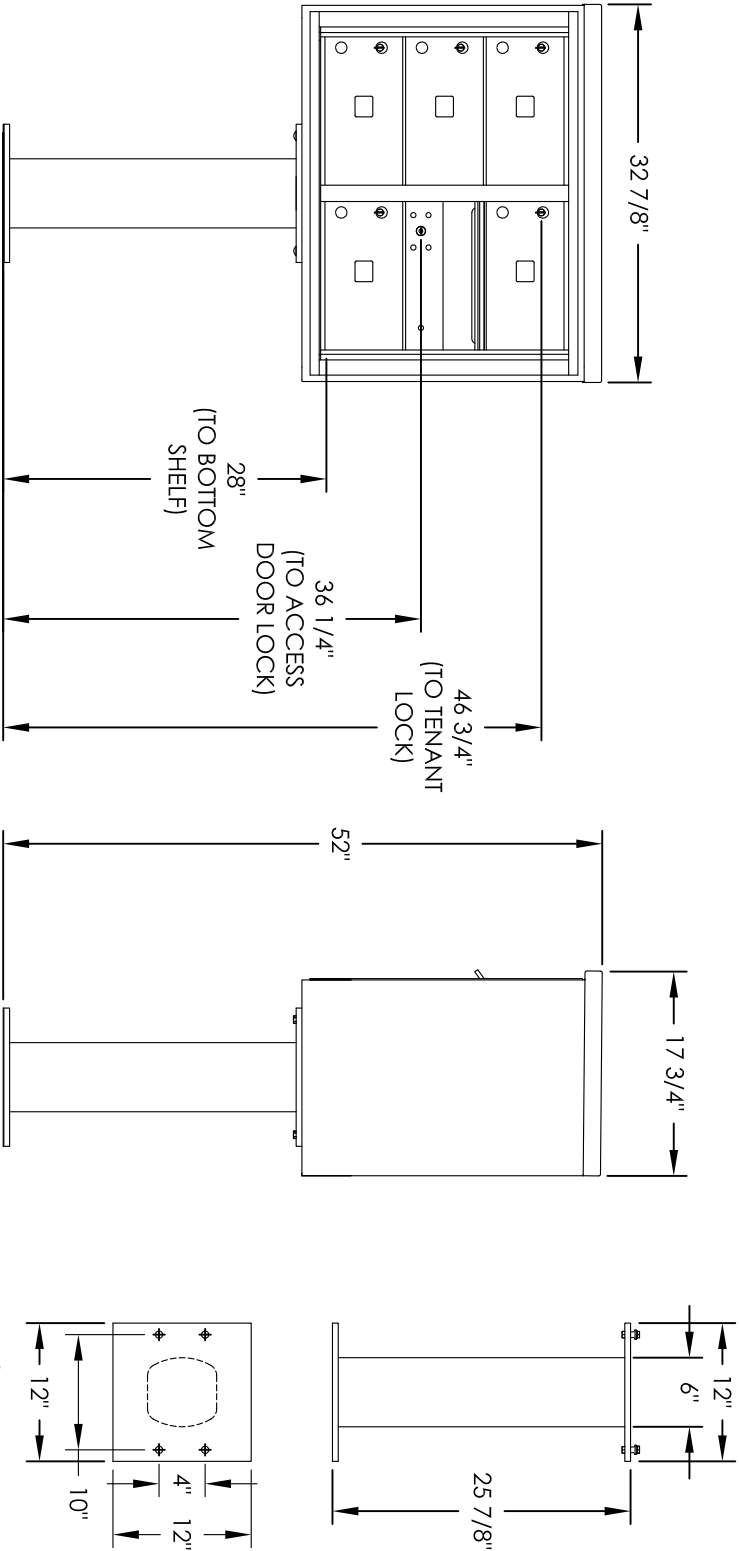 32 7/8"
28"
(TO BOTTOM
SHELF)
36 1/4"
(TO ACCESS
DOOR LOCK)
46 3/4"
(TO TENANT
LOCK)
52"
17 3/4"
12"
6"
25 7/8"
12"
10"
4"
12"